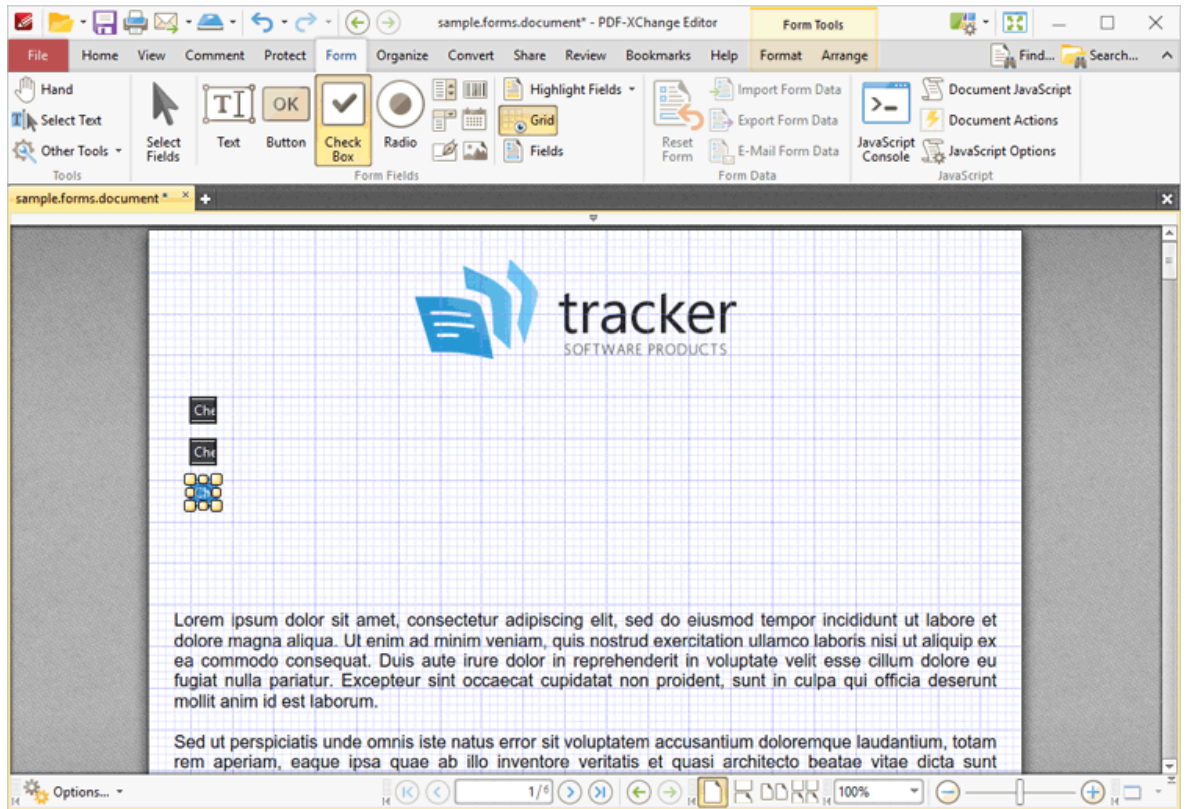 sample.forms.document* - PDF-XChange Editor
Form Tools
File Home View Comment Protect Form Organize Convert Share Review Bookmarks Help Format Arrange Find... Search...
Hand
Select Text
Other Tools
Tools
Select Fields
Text
OK
Button
Check Box
Radio
Form Fields
Highlight Fields
Grid
Fields
Reset Form
Import Form Data
Export Form Data
E-Mail Form Data
Form Data
JavaScript Console
Document JavaScript
Document Actions
JavaScript Options
JavaScript
sample.forms.document *
tracker
SOFTWARE PRODUCTS
Che
Che
Ch
Lorem ipsum dolor sit amet, consectetur adipiscing elit, sed do eiusmod tempor incididunt ut labore et
dolore magna aliqua. Ut enim ad minim veniam, quis nostrud exercitation ullamco laboris nisi ut aliquip ex
ea commodo consequat. Duis aute irure dolor in reprehenderit in voluptate velit esse cillum dolore eu
fugiat nulla pariatur. Excepteur sint occaecat cupidatat non proident, sunt in culpa qui officia deserunt
mollit anim id est laborum.
Sed ut perspiciatis unde omnis iste natus error sit voluptatem accusantium doloremque laudantium, totam
rem aperiam, eaque ipsa quae ab illo inventore veritatis et quasi architecto beatae vitae dicta sunt
Options... 1/6 100%